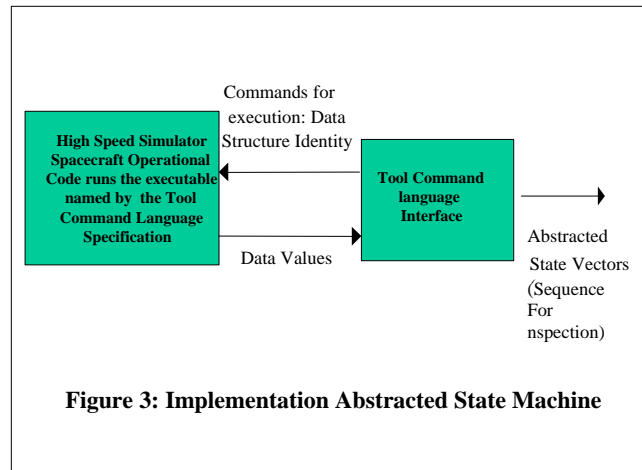 Commands for
execution: Data
Structure Identity
High Speed Simulator
Spacecraft Operational
Code runs the executable
named by the Tool
Command Language
Specification
Tool Command
language
Interface
Data Values
Abstracted
State Vectors
(Sequence
For
nspection)
Figure 3: Implementation Abstracted State Machine